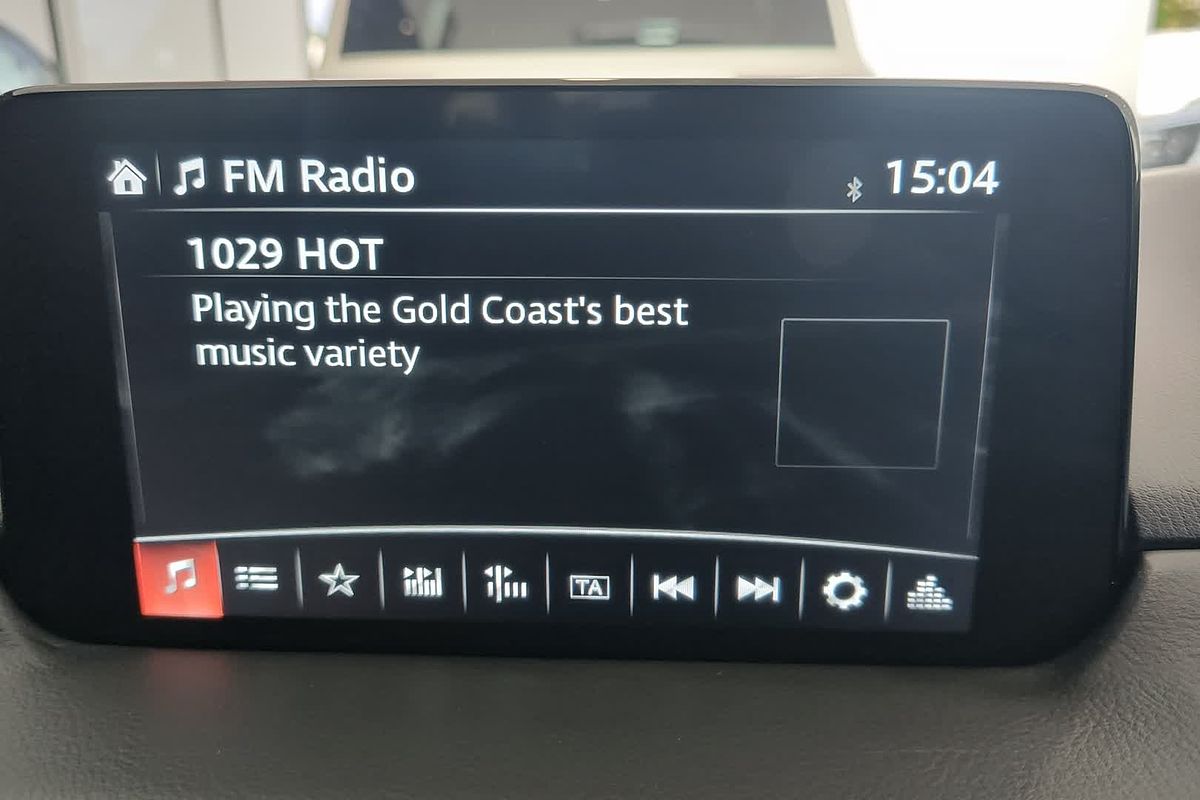 FM Radio
15:04
1029 HOT
Playing the Gold Coast's best
music variety
TA